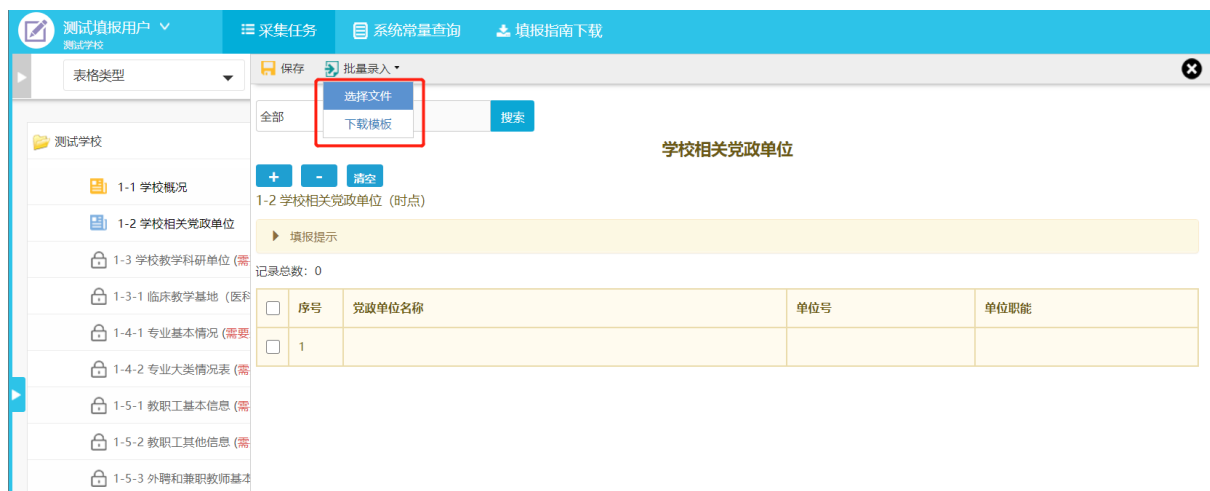 测试填报用户
测试学校
采集任务
系统常量查询
填报指南下载
表格类型
保存
批量录入
选择文件
下载模板
全部
搜索
学校相关党政单位
+
-
清空
1-2 学校相关党政单位（时点）
填报提示
记录总数：0
序号 党政单位名称 单位号 单位职能
1
测试学校
1-1 学校概况
1-2 学校相关党政单位
1-3 学校教学科研单位 (需
1-3-1 临床教学基地（医科
1-4-1 专业基本情况 (需要
1-4-2 专业大类情况表 (需
1-5-1 教职工基本信息 (需
1-5-2 教职工其他信息 (需
1-5-3 外聘和兼职教师基本